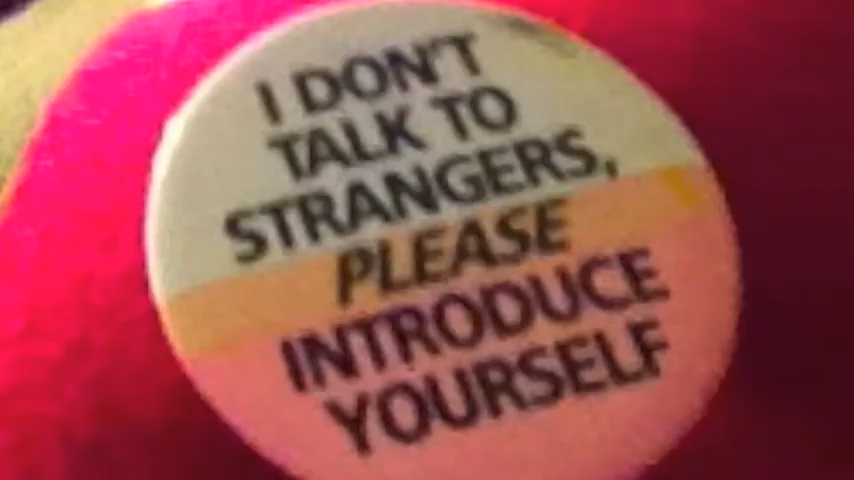 I DON'T
TALK TO
STRANGERS,
PLEASE
INTRODUCE
YOURSELF